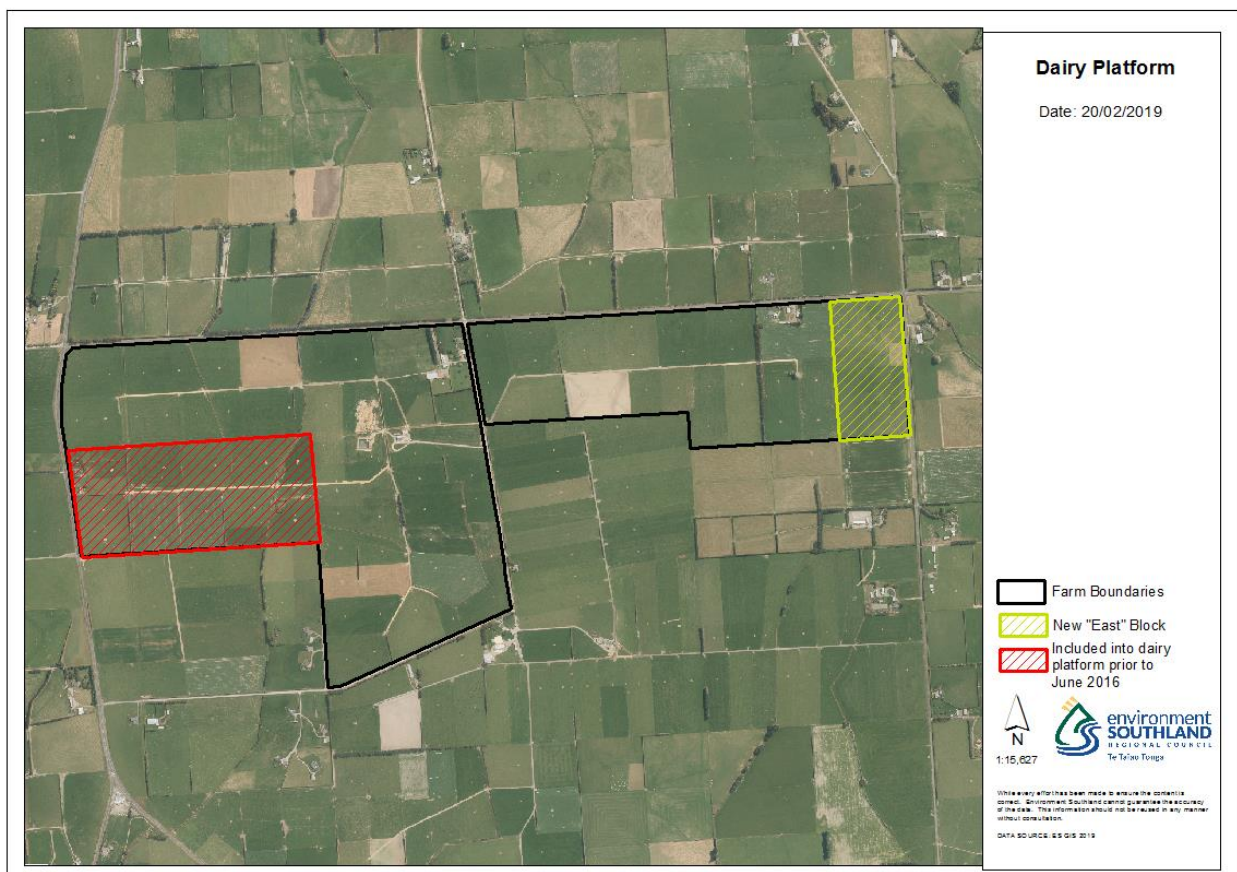 Dairy Platform
Date: 20/02/2019
Farm Boundaries
New "East" Block
Included into dairy
platform prior to
June 2016
N
1:15,627
environment
SOUTHLAND
REGIONAL COUNCIL
Te Taiao Tonga
While every effort has been made to ensure the content is
correct. Environment Southland cannot guarantee the accuracy
of the data. This information should not be reused in any manner
without consultation.
DATA SOURCE: ES GIS 2019